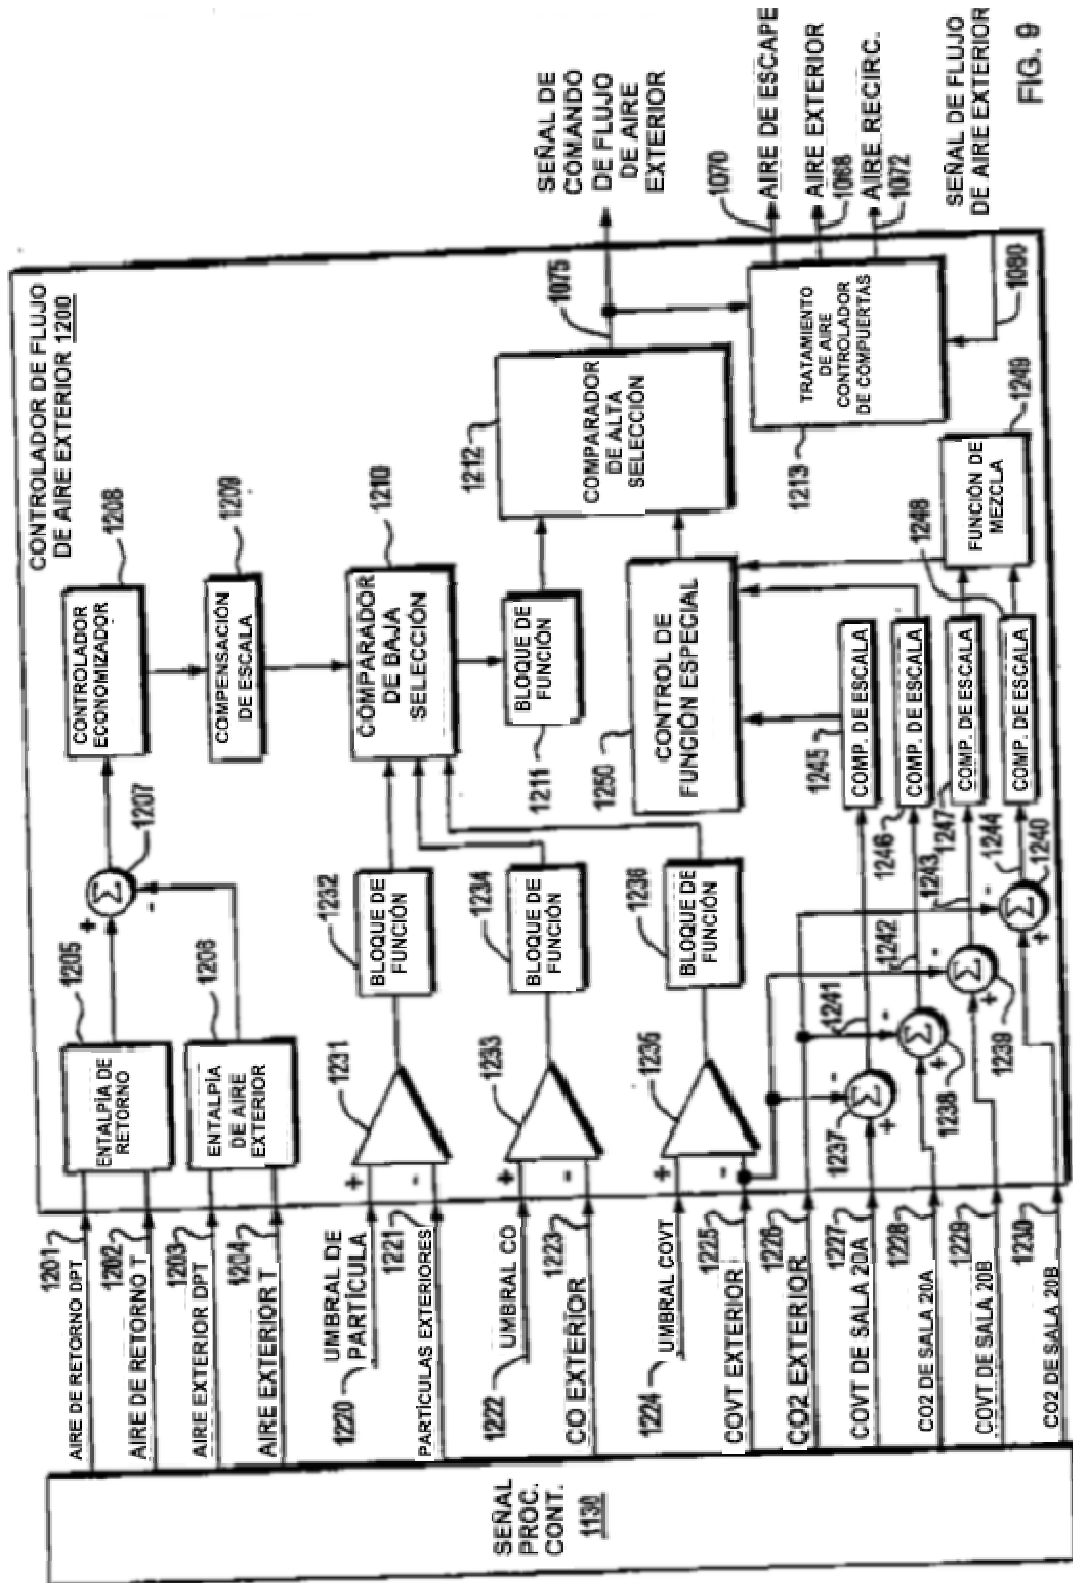 CONTROLADOR DE FLUJO
DE AIRE EXTERIOR 1200
SEÑAL
PROC.
CONT.
1130
1201
AIRE DE RETORNO DPT
1202
AIRE DE RETORNO T
1203
AIRE EXTERIOR DPT
1204
AIRE EXTERIOR T
UMBRAL DE
PARTÍCULA
1220
1221
PARTÍCULAS EXTERIORES
UMBRAL CO
1222
1223
CO EXTERIOR
UMBRAL COVT
1224
1225
COVT EXTERIOR
1226
CO2 EXTERIOR
1227
COVT DE SALA 20A
1228
CO2 DE SALA 20A
1229
COVT DE SALA 20B
1230
CO2 DE SALA 20B
1205
ENTALPÍA DE
RETORNO
1206
ENTALPÍA
DE AIRE
EXTERIOR
+
-
Σ
1207
CONTROLADOR
ECONOMIZADOR
1208
COMPENSACIÓN
DE ESCALA
1209
+
-
1231
BLOQUE DE
FUNCIÓN
1232
+
-
1233
BLOQUE DE
FUNCIÓN
1234
+
-
1235
BLOQUE DE
FUNCIÓN
1236
COMPARADOR
DE BAJA
SELECCIÓN
1210
BLOQUE DE
FUNCIÓN
1211
CONTROL DE
FUNCIÓN ESPECIAL
1250
COMPARADOR
DE ALTA
SELECCIÓN
1212
1075
SEÑAL DE
COMANDO
DE FLUJO
DE AIRE
EXTERIOR
TRATAMIENTO
DE AIRE
CONTROLADOR
DE COMPUERTAS
1213
1070
AIRE DE ESCAPE
AIRE EXTERIOR
1068
AIRE RECIRC.
1072
SEÑAL DE FLUJO
DE AIRE EXTERIOR
1080
Σ
+
-
1237
1241
Σ
+
-
1238
1242
Σ
+
-
1239
1243
Σ
+
-
1240
1244
1245
COMP. DE ESCALA
1246
COMP. DE ESCALA
1247
COMP. DE ESCALA
1248
COMP. DE ESCALA
FUNCIÓN DE
MEZCLA
1249
FIG. 9